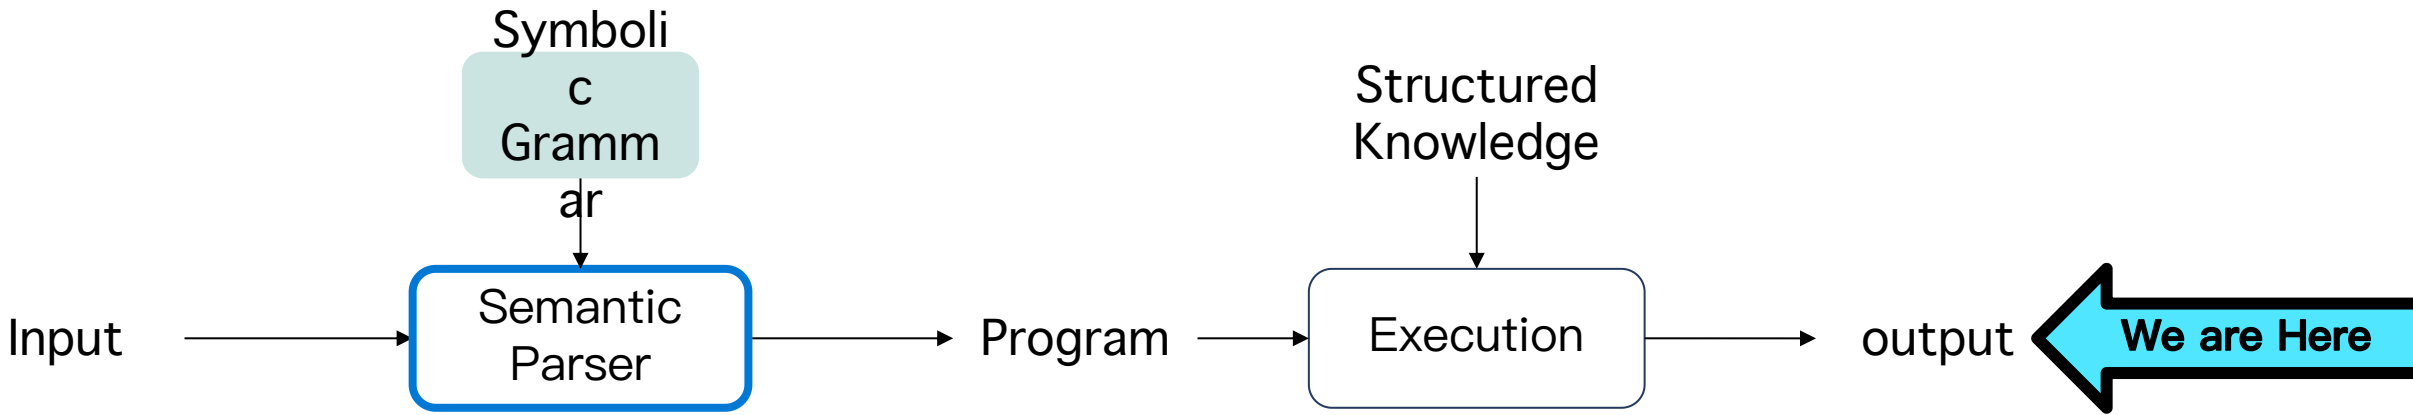 Symboli
c
Gramm
ar
Structured
Knowledge
Input
Semantic
Parser
Program
Execution
output
We are Here